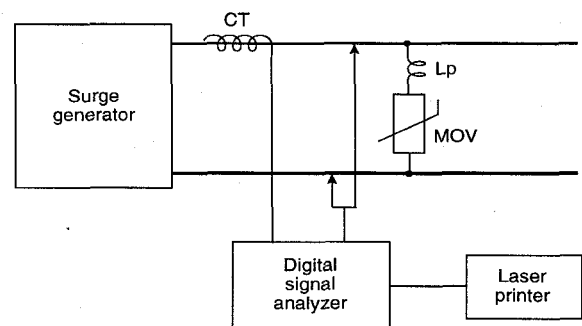 CT
Surge
generator
Lp
MOV
Digital
signal
analyzer
Laser
printer